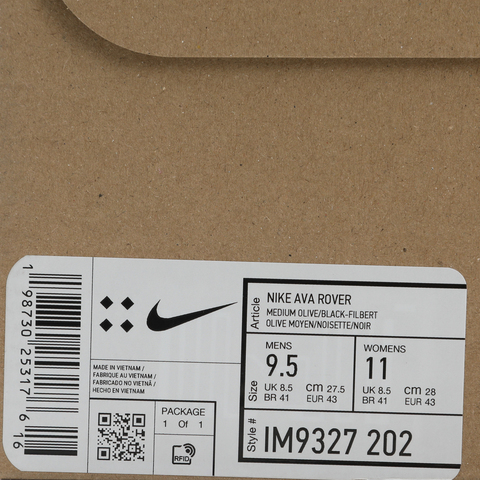 1 98730 25317 6
16
MADE IN VIETNAM /
FABRIQUE AU VIETNAM /
FABRICADO NO VIETNÃ /
HECHO EN VIETNAM
PACKAGE
1 Of 1
RFID
Article
NIKE AVA ROVER
MEDIUM OLIVE/BLACK-FILBERT
OLIVE MOYEN/NOISETTE/NOIR
Size
MENS
9.5
UK 8.5 cm 27.5
BR 41 EUR 43
WOMENS
11
UK 8.5 cm 28
BR 41 EUR 43
Style #
IM9327 202